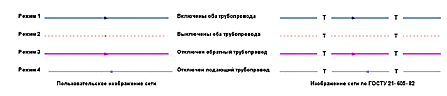 Режим 1 Включены оба трубопровода Т Т
Режим 2 Выключены оба трубопровода Т Т
Режим 3 Отключен обратный трубопровод Т Т
Режим 4 Отключен подающий трубопровод Т Т
Пользовательское изображение сети Изображение сети по ГОСТУ 21-605-82